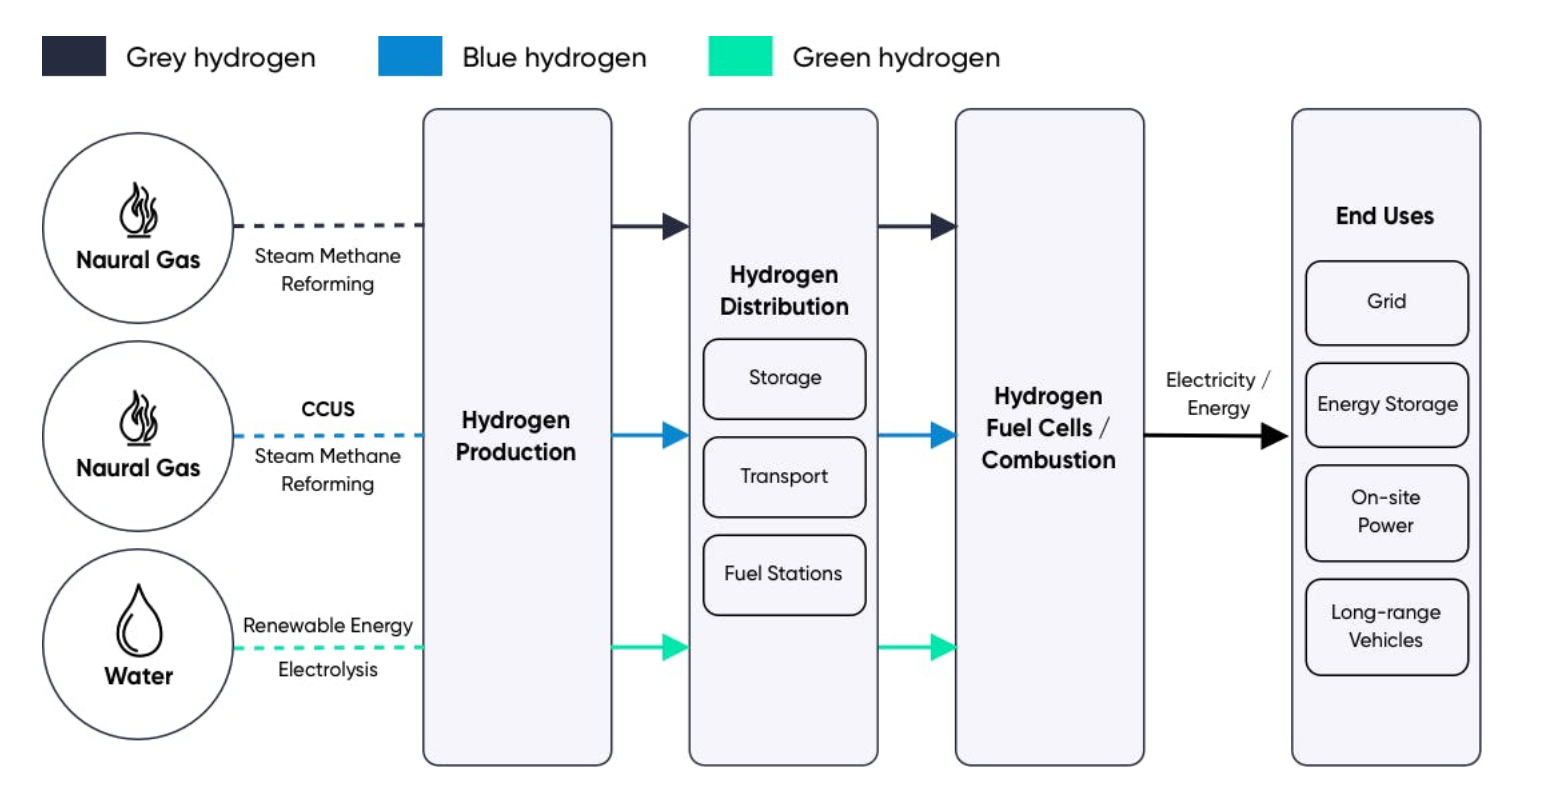 Grey hydrogen
Blue hydrogen
Green hydrogen
Naural Gas
Steam Methane
Reforming
Naural Gas
CCUS
Steam Methane
Reforming
Water
Renewable Energy
Electrolysis
Hydrogen
Production
Hydrogen
Distribution
Storage
Transport
Fuel Stations
Hydrogen
Fuel Cells /
Combustion
Electricity /
Energy
End Uses
Grid
Energy Storage
On-site
Power
Long-range
Vehicles